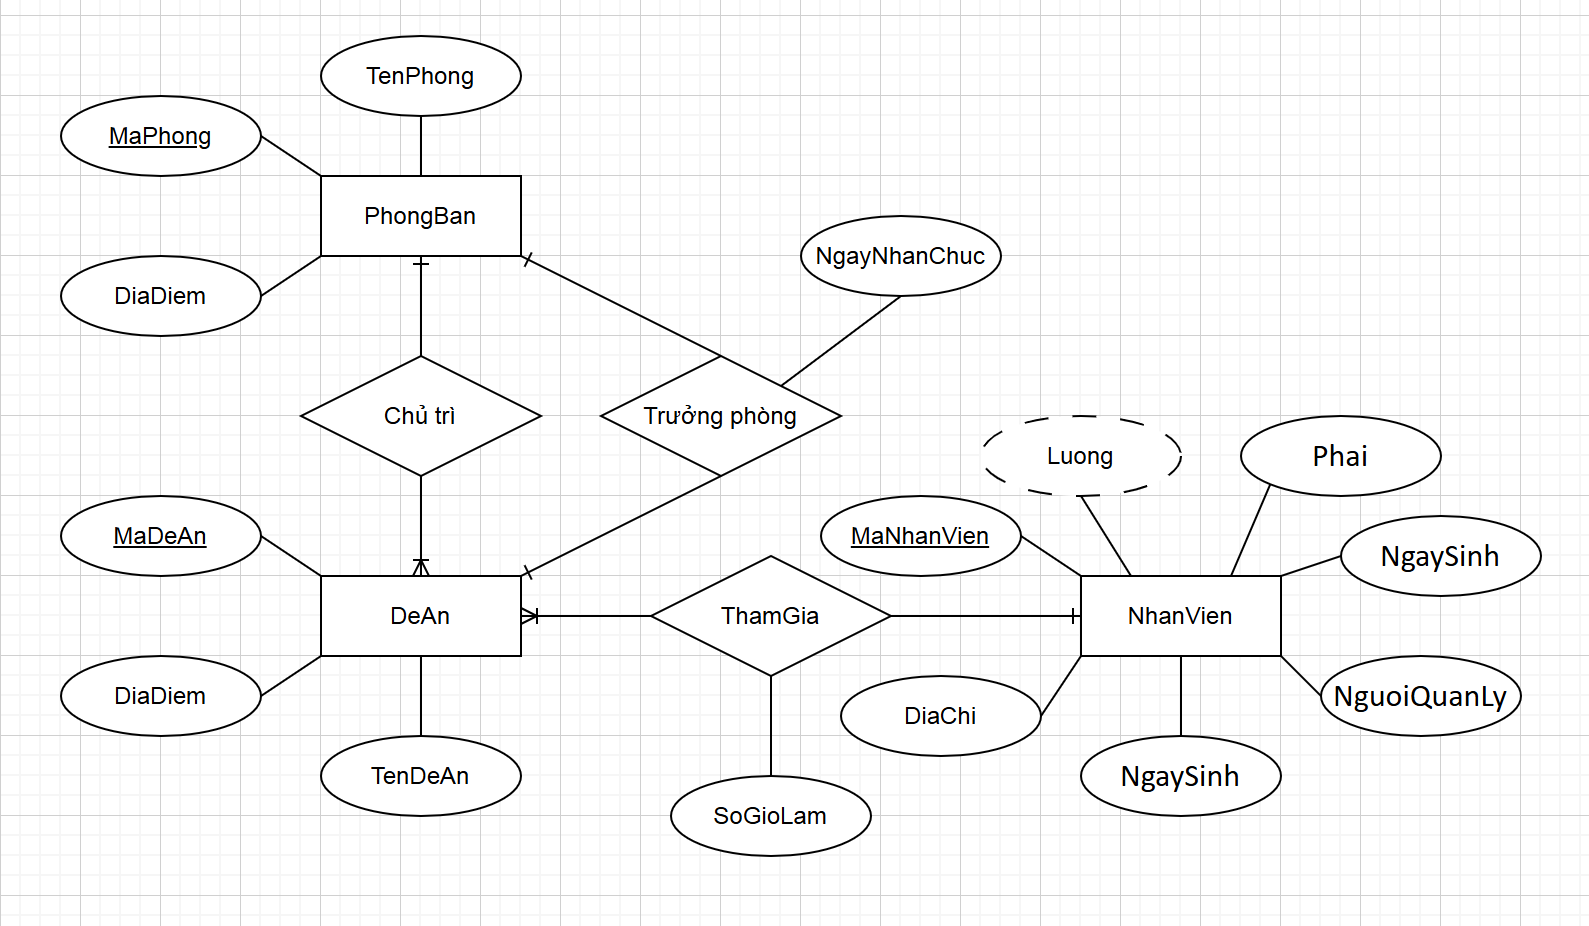 TenPhong
MaPhong
PhongBan
NgayNhanChuc
DiaDiem
Chủ trì
Trưởng phòng
Luong
Phai
MaDeAn
MaNhanVien
NgaySinh
DeAn
ThamGia
NhanVien
DiaDiem
DiaChi
NguoiQuanLy
TenDeAn
SoGioLam
NgaySinh